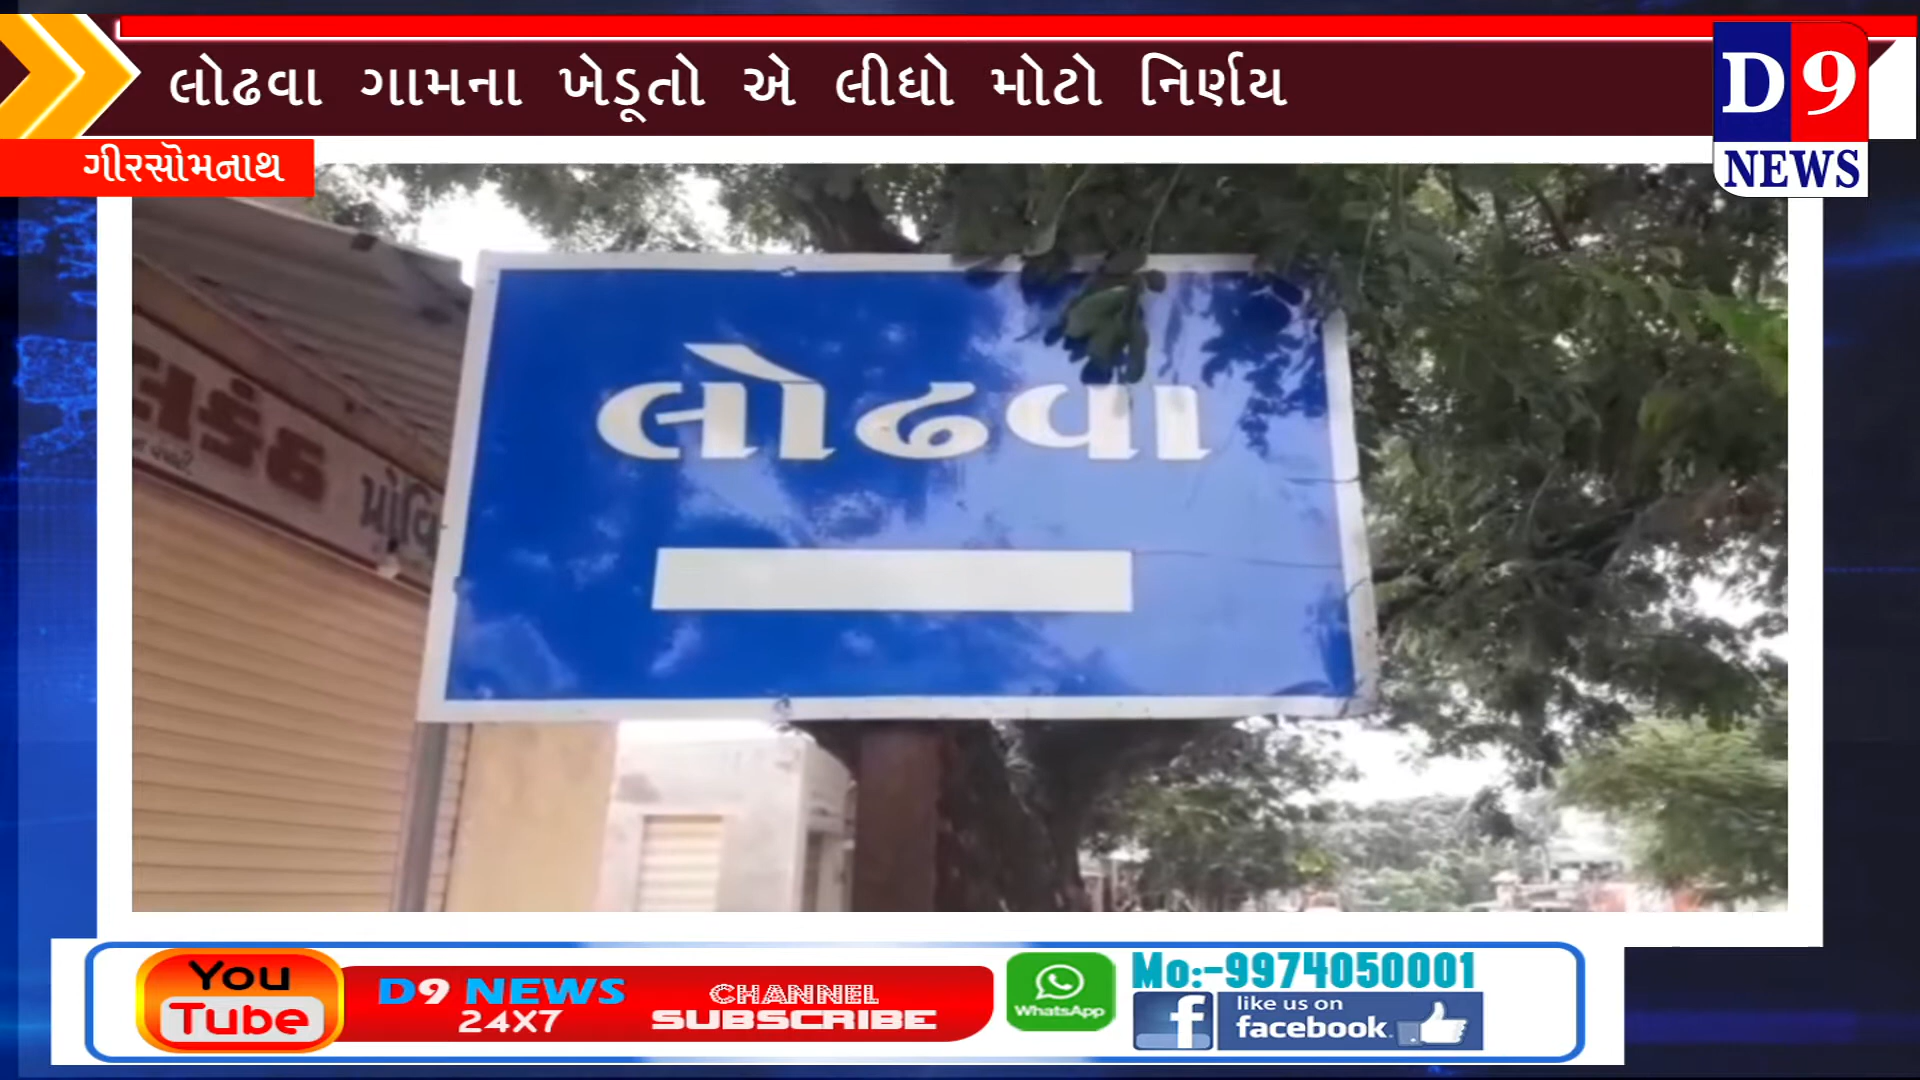 લોઢવા ગામના ખેડૂતો એ લીધો મોટો નિર્ણય
D9
NEWS
ગીરસોમનાથ
લોઢવા
You
Tube
D9 NEWS
24X7
CHANNEL
SUBSCRIBE
WhatsApp
Mo:-9974050001
like us on
facebook.